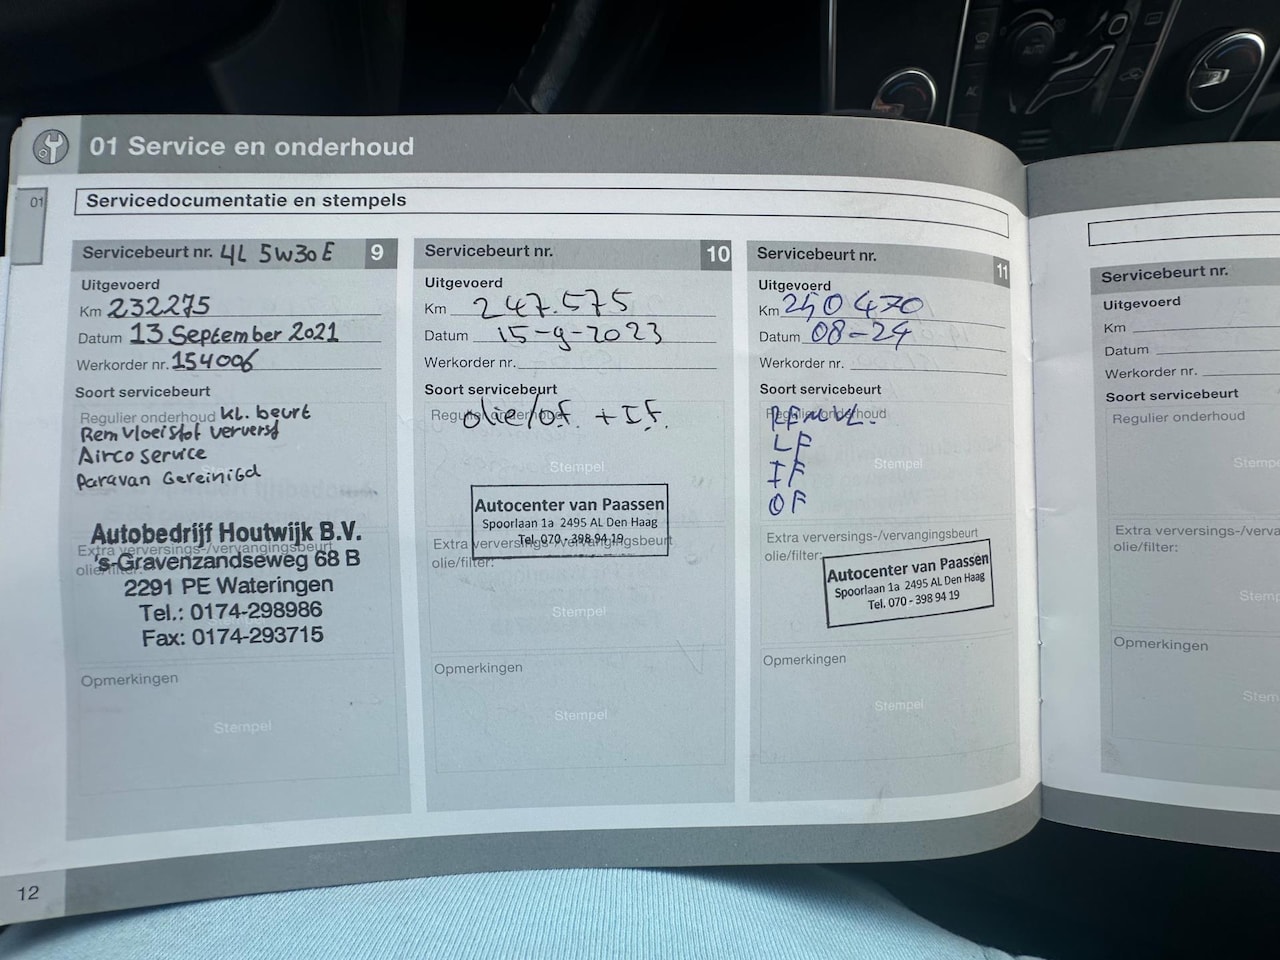 01 Service en onderhoud
01
Servicedocumentatie en stempels
Servicebeurt nr. 4L 5W30E 9
Uitgevoerd
Km 232275
Datum 13 September 2021
Werkorder nr. 154006
Soort servicebeurt
Regulier onderhoud KL. beurt
Remvloeistof ververst
Airco service
Paravan Gereinigd
Autobedrijf Houtwijk B.V.
Extra verversings-/vervangingsbeurt
's-Gravenzandseweg 68 B
olie/filter:
2291 PE Wateringen
Tel.: 0174-298986
Fax: 0174-293715
Opmerkingen
Stempel
Servicebeurt nr. 10
Uitgevoerd
Km 247.575
Datum 15-9-2023
Werkorder nr.
Soort servicebeurt
Regulier onderhoud
olie/o.f. + I.F.
Stempel
Autocenter van Paassen
Spoorlaan 1a 2495 AL Den Haag
Tel. 070 - 398 94 19
Extra verversings-/vervangingsbeurt
olie/filter:
Stempel
Opmerkingen
Stempel
Servicebeurt nr. 11
Uitgevoerd
Km 250470
Datum 08-24
Werkorder nr.
Soort servicebeurt
Regulier onderhoud
LF
IF
OF
Stempel
Extra verversings-/vervangingsbeurt
olie/filter:
Autocenter van Paassen
Spoorlaan 1a 2495 AL Den Haag
Tel. 070 - 398 94 19
Opmerkingen
Stempel
Servicebeurt nr.
Uitgevoerd
Km
Datum
Werkorder nr.
Soort servicebeurt
Regulier onderhoud
Extra verversings-/vervangin
olie/filter:
Opmerkingen
12